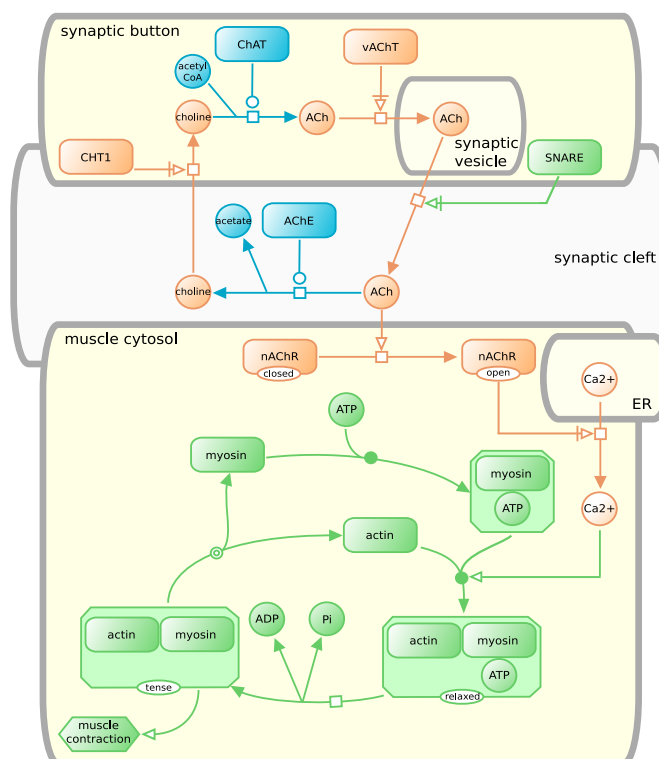 synaptic button
ChAT
vAChT
acetyl
CoA
choline
ACh
ACh
synaptic
vesicle
CHT1
SNARE
acetate
AChE
synaptic cleft
choline
ACh
muscle cytosol
nAChR
closed
nAChR
open
Ca2+
ER
ATP
myosin
myosin
ATP
Ca2+
actin
ADP
Pi
actin
myosin
tense
actin
myosin
ATP
relaxed
muscle
contraction